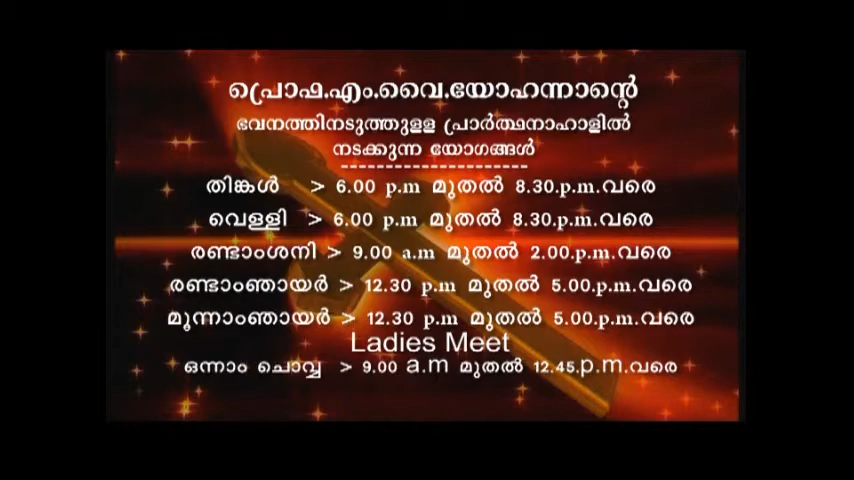 പ്രൊഫ.എം.വൈ.യോഹന്നാന്റെ
ഭവനത്തിനടുത്തുളള പ്രാർത്ഥനാഹാളിൽ
നടക്കുന്ന യോഗങ്ങൾ
---------------------
തിങ്കൾ > 6.00 p.m മുതൽ 8.30.p.m.വരെ
വെള്ളി > 6.00 p.m മുതൽ 8.30.p.m.വരെ
രണ്ടാംശനി > 9.00 a.m മുതൽ 2.00.p.m.വരെ
രണ്ടാംഞായർ > 12.30 p.m മുതൽ 5.00.p.m.വരെ
മൂന്നാംഞായർ > 12.30 p.m മുതൽ 5.00.p.m.വരെ
Ladies Meet
ഒന്നാം ചൊവ്വ > 9.00 a.m മുതൽ 12.45.p.m.വരെ